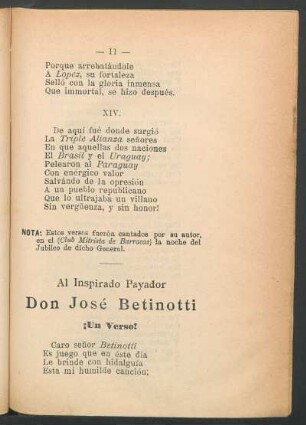 — 11 —
Porque arrebatándole
A López, su fortaleza
Selló con la gloria inmensa
Que immortal, se hizo después.
XIV.
De aquí fué donde surgió
La Triple Alianza señores
En que aquellas dos naciones
El Brasil y el Uruguay;
Pelearon al Paraguay
Con enérgico valor
Salvándo de la opresión
A un pueblo republicano
Que lo ultrajaba un villano
Sin vergüenza, y sin honor!
NOTA: Estos versos fuerón cantados por su autor,
en el (Club Mitrista de Barracas) la noche del
Jubileo de dicho General.
Al Inspirado Payador
Don José Betinotti
¡Un Verso!
Caro señor Betinotti
Es juego que en éste día
Le brinde con hidalguía
Esta mi humilde canción;